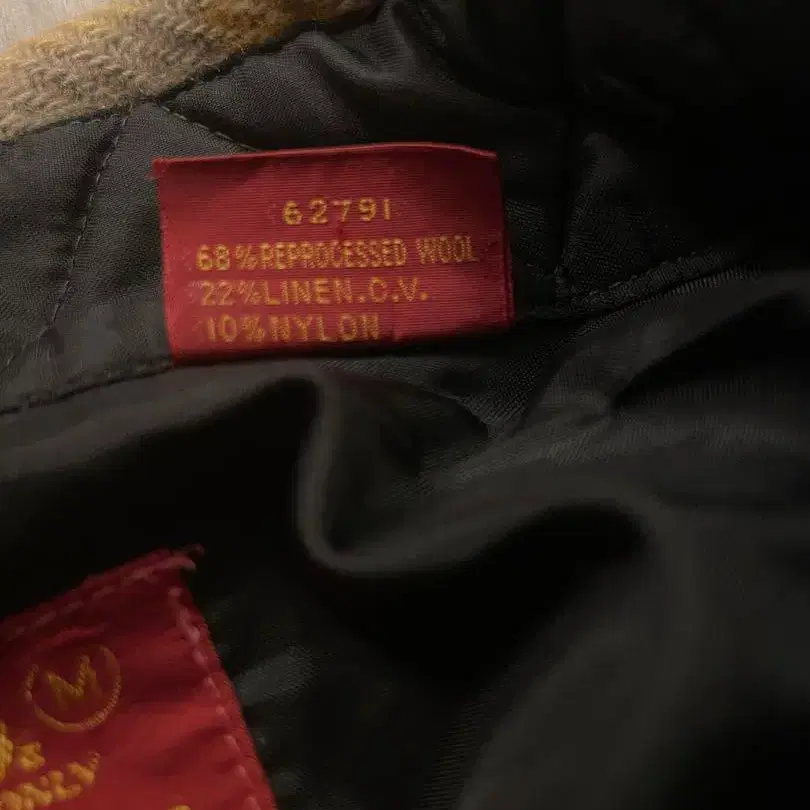 62791
68% REPROCESSED WOOL
22% LINEN.O.V.
10% NYLON
M